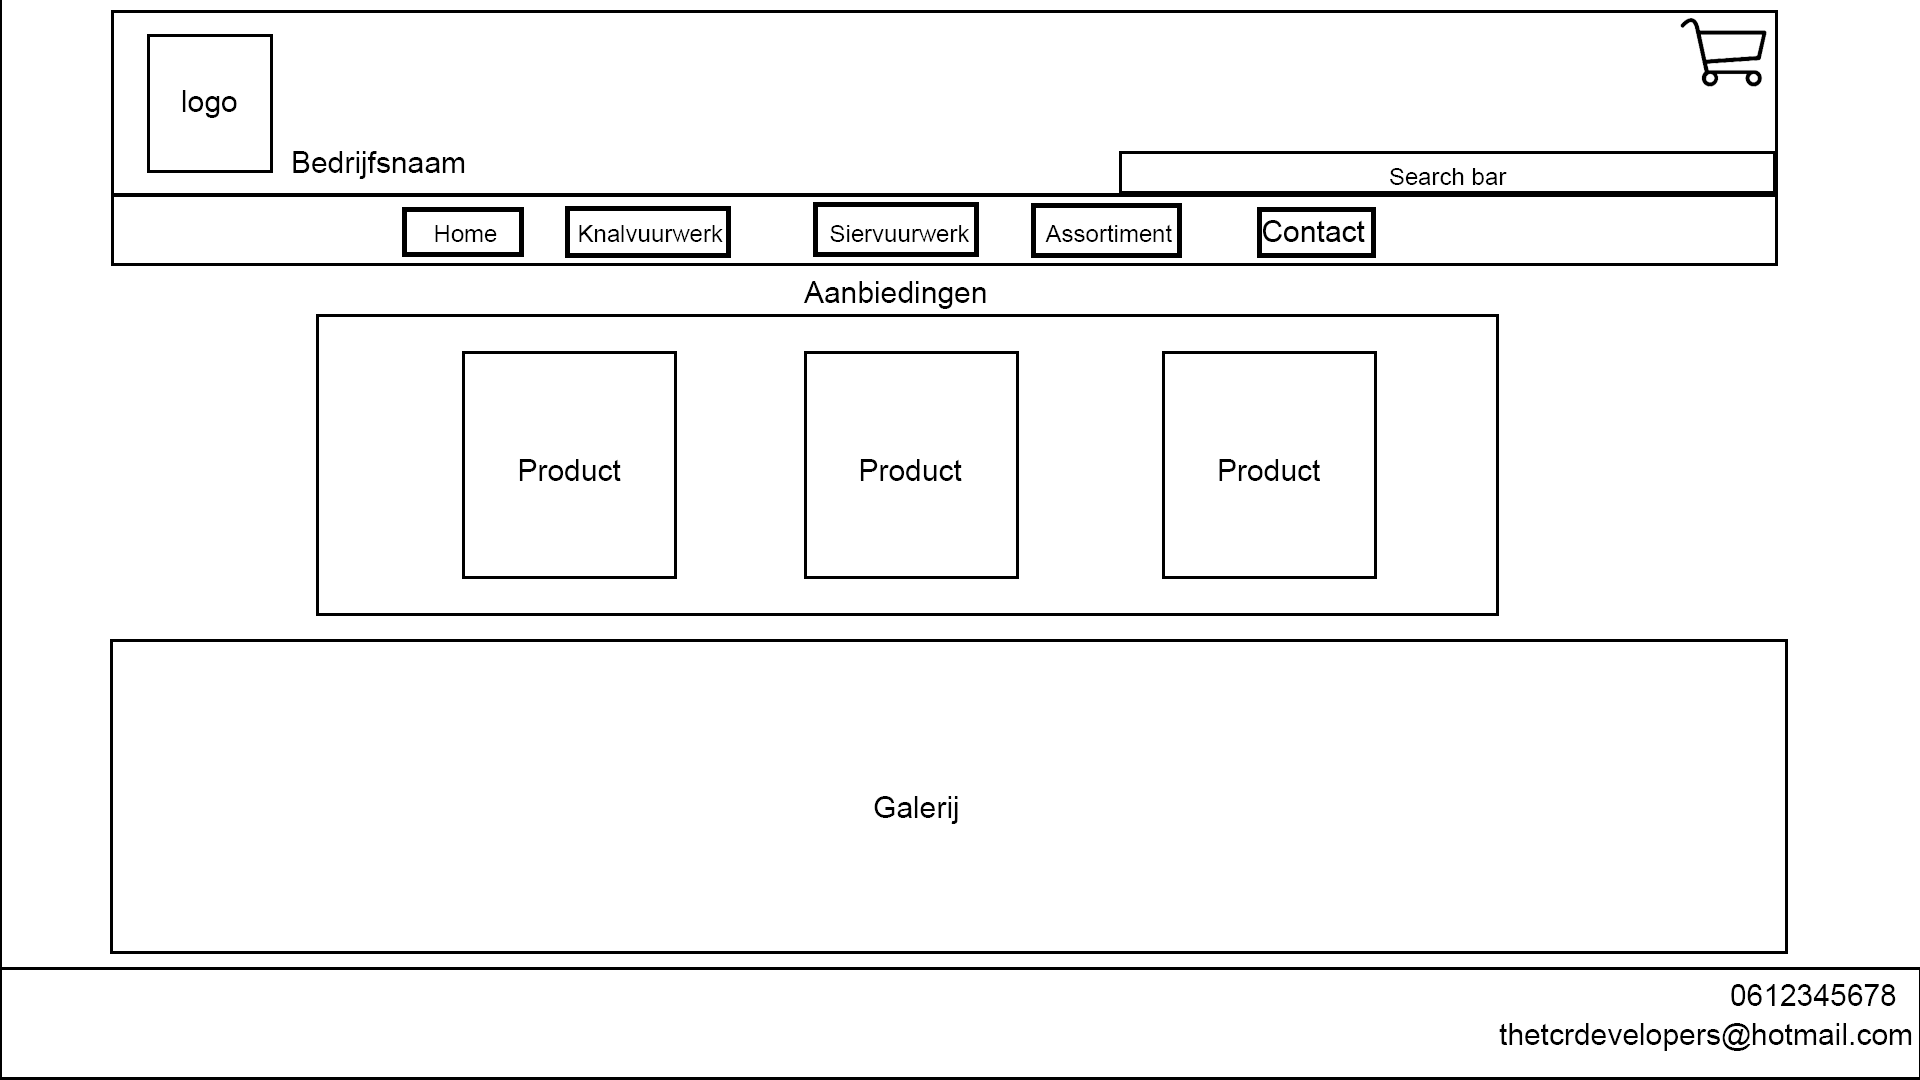 logo
Bedrijfsnaam
Search bar
Home
Knalvuurwerk
Siervuurwerk
Assortiment
Contact
Aanbiedingen
Product
Product
Product
Galerij
0612345678
thetcrdevelopers@hotmail.com